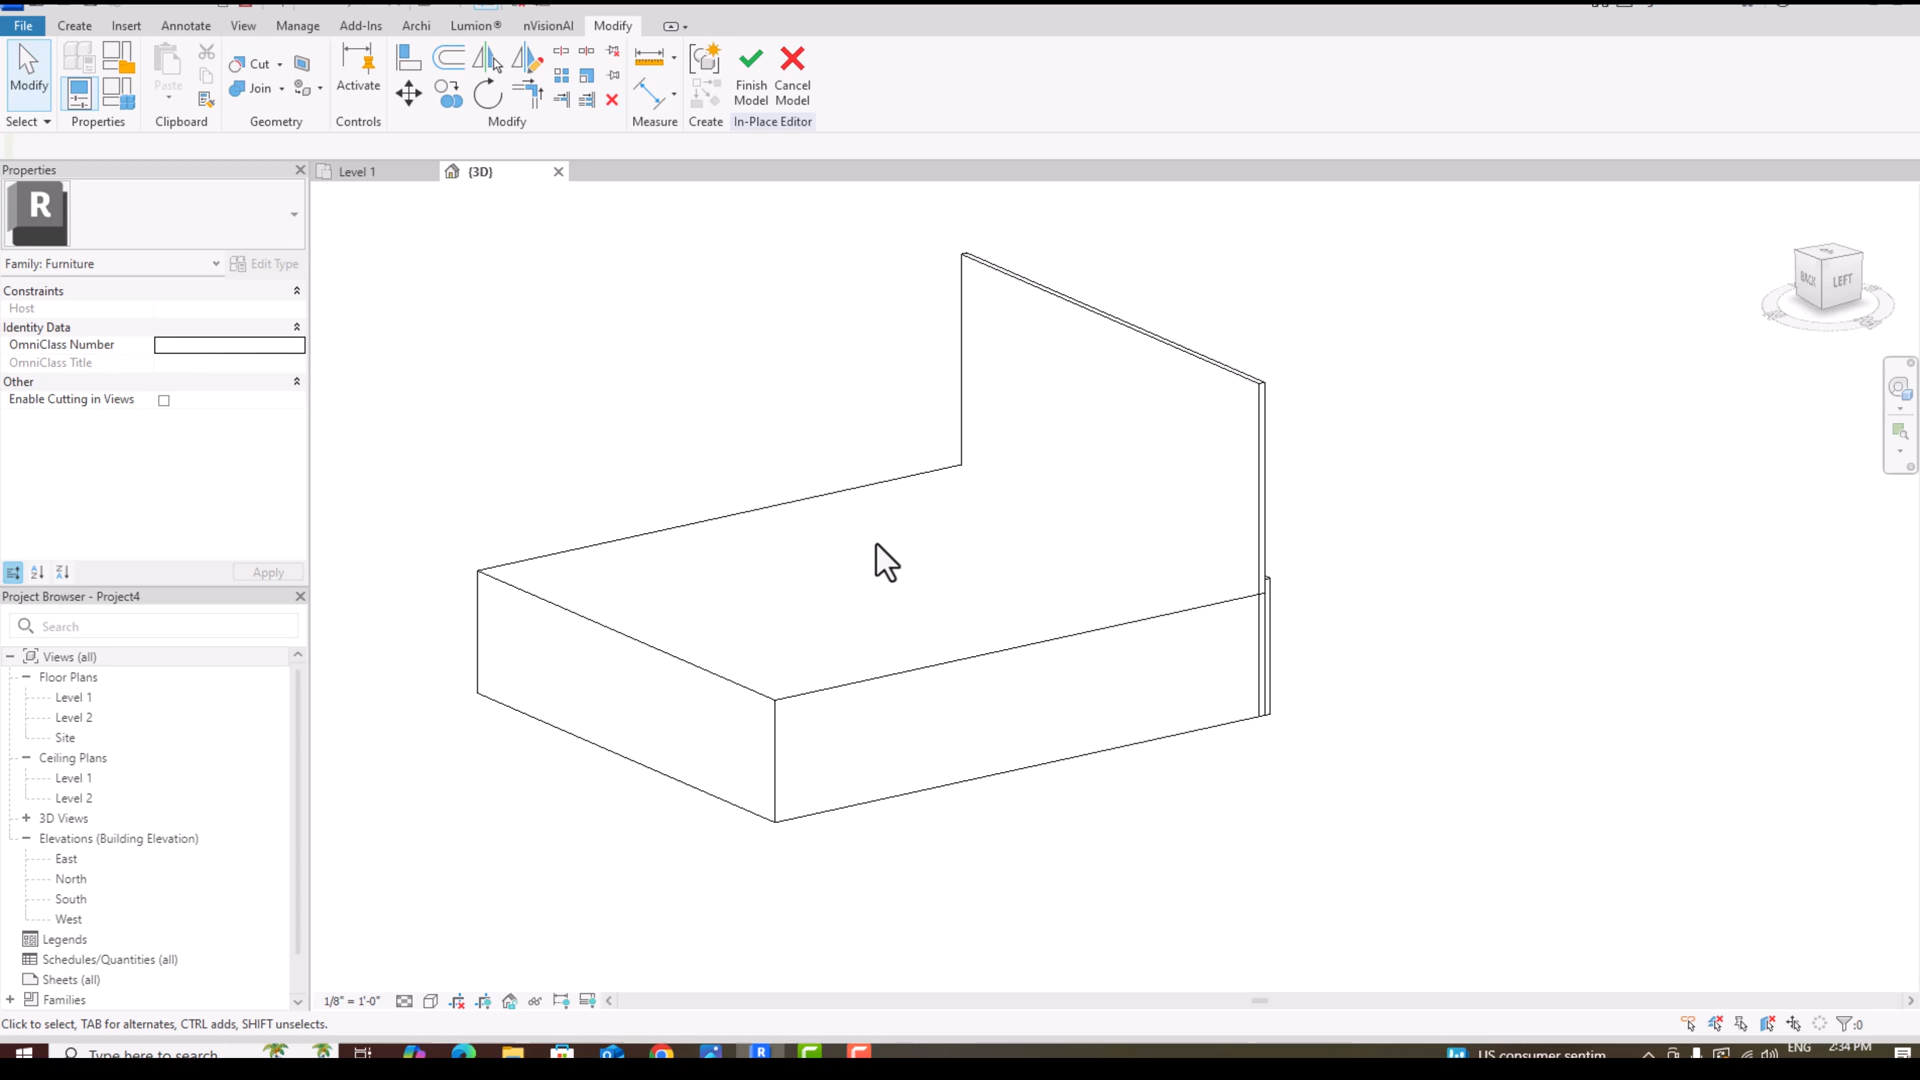 File Create Insert Annotate View Manage Add-Ins Archi Lumion® nVisionAI Modify
Modify Paste Cut Join Activate Finish Model Cancel Model
Select Properties Clipboard Geometry Controls Modify Measure Create In-Place Editor
Properties
Level 1
{3D}
R
Family: Furniture
Edit Type
Constraints
Host
Identity Data
OmniClass Number
OmniClass Title
Other
Enable Cutting in Views
Apply
BACK LEFT
Project Browser - Project4
Search
Views (all)
Floor Plans
Level 1
Level 2
Site
Ceiling Plans
Level 1
Level 2
3D Views
Elevations (Building Elevation)
East
North
South
West
Legends
Schedules/Quantities (all)
Sheets (all)
Families
1/8" = 1'-0"
Click to select, TAB for alternates, CTRL adds, SHIFT unselects.
:0
Type here to search
R
US consumer sentim
ENG
2:34 PM